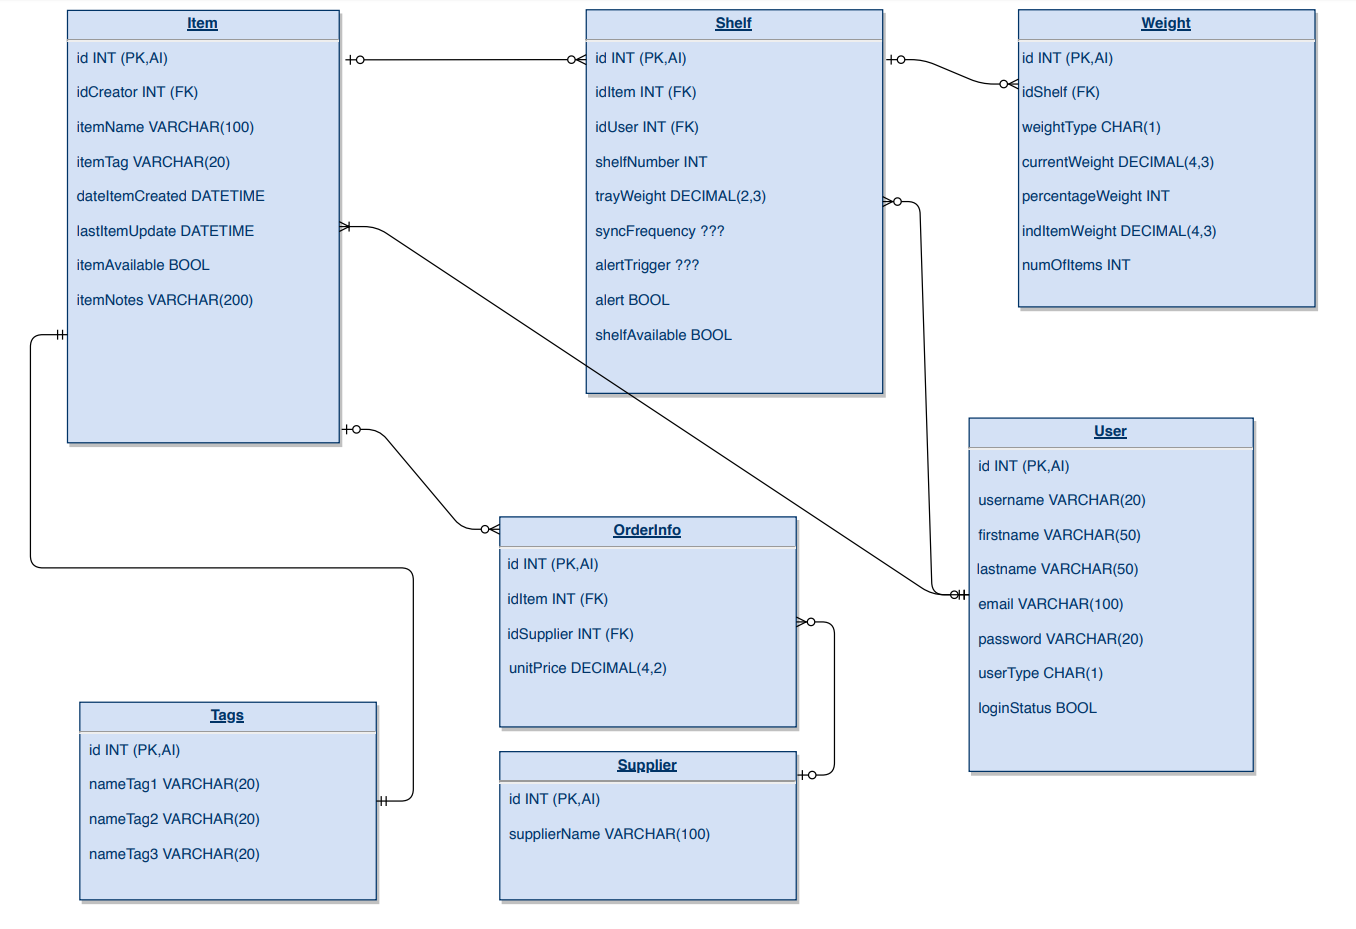 Item
id INT (PK,AI)
idCreator INT (FK)
itemName VARCHAR(100)
itemTag VARCHAR(20)
dateItemCreated DATETIME
lastItemUpdate DATETIME
itemAvailable BOOL
itemNotes VARCHAR(200)
Shelf
id INT (PK,AI)
idItem INT (FK)
idUser INT (FK)
shelfNumber INT
trayWeight DECIMAL(2,3)
syncFrequency ???
alertTrigger ???
alert BOOL
shelfAvailable BOOL
Weight
id INT (PK,AI)
idShelf (FK)
weightType CHAR(1)
currentWeight DECIMAL(4,3)
percentageWeight INT
indItemWeight DECIMAL(4,3)
numOfItems INT
User
id INT (PK,AI)
username VARCHAR(20)
firstname VARCHAR(50)
lastname VARCHAR(50)
email VARCHAR(100)
password VARCHAR(20)
userType CHAR(1)
loginStatus BOOL
OrderInfo
id INT (PK,AI)
idItem INT (FK)
idSupplier INT (FK)
unitPrice DECIMAL(4,2)
Tags
id INT (PK,AI)
nameTag1 VARCHAR(20)
nameTag2 VARCHAR(20)
nameTag3 VARCHAR(20)
Supplier
id INT (PK,AI)
supplierName VARCHAR(100)